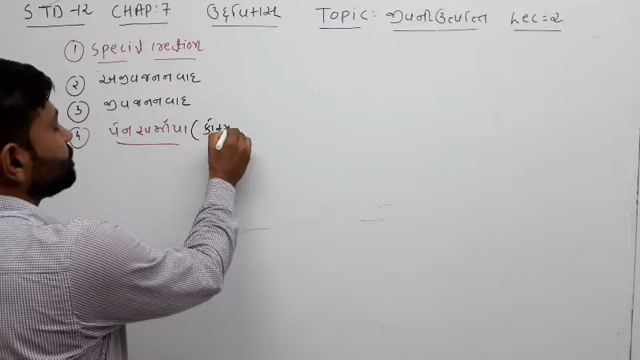 STD-12 CHAP:7 ઉદ્દવિકાસ Topic: જીવની ઉત્પત્તિ Lec=2
① Special creation
② અજીવજનનવાદ
③ જીવજનનવાદ
④ પેનસ્પર્મીયા (